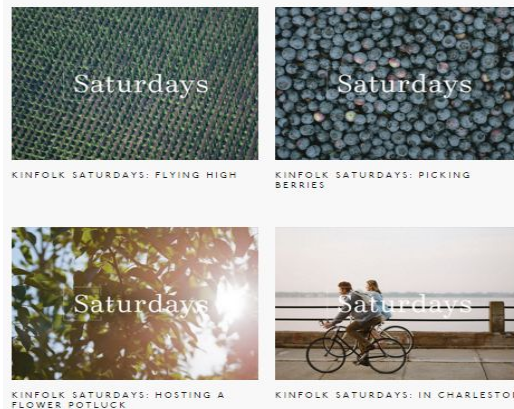 Saturdays
KINFOLK SATURDAYS: FLYING HIGH
Saturdays
KINFOLK SATURDAYS: PICKING
BERRIES
Saturdays
KINFOLK SATURDAYS: HOSTING A
FLOWER POTLUCK
Saturdays
KINFOLK SATURDAYS: IN CHARLESTO